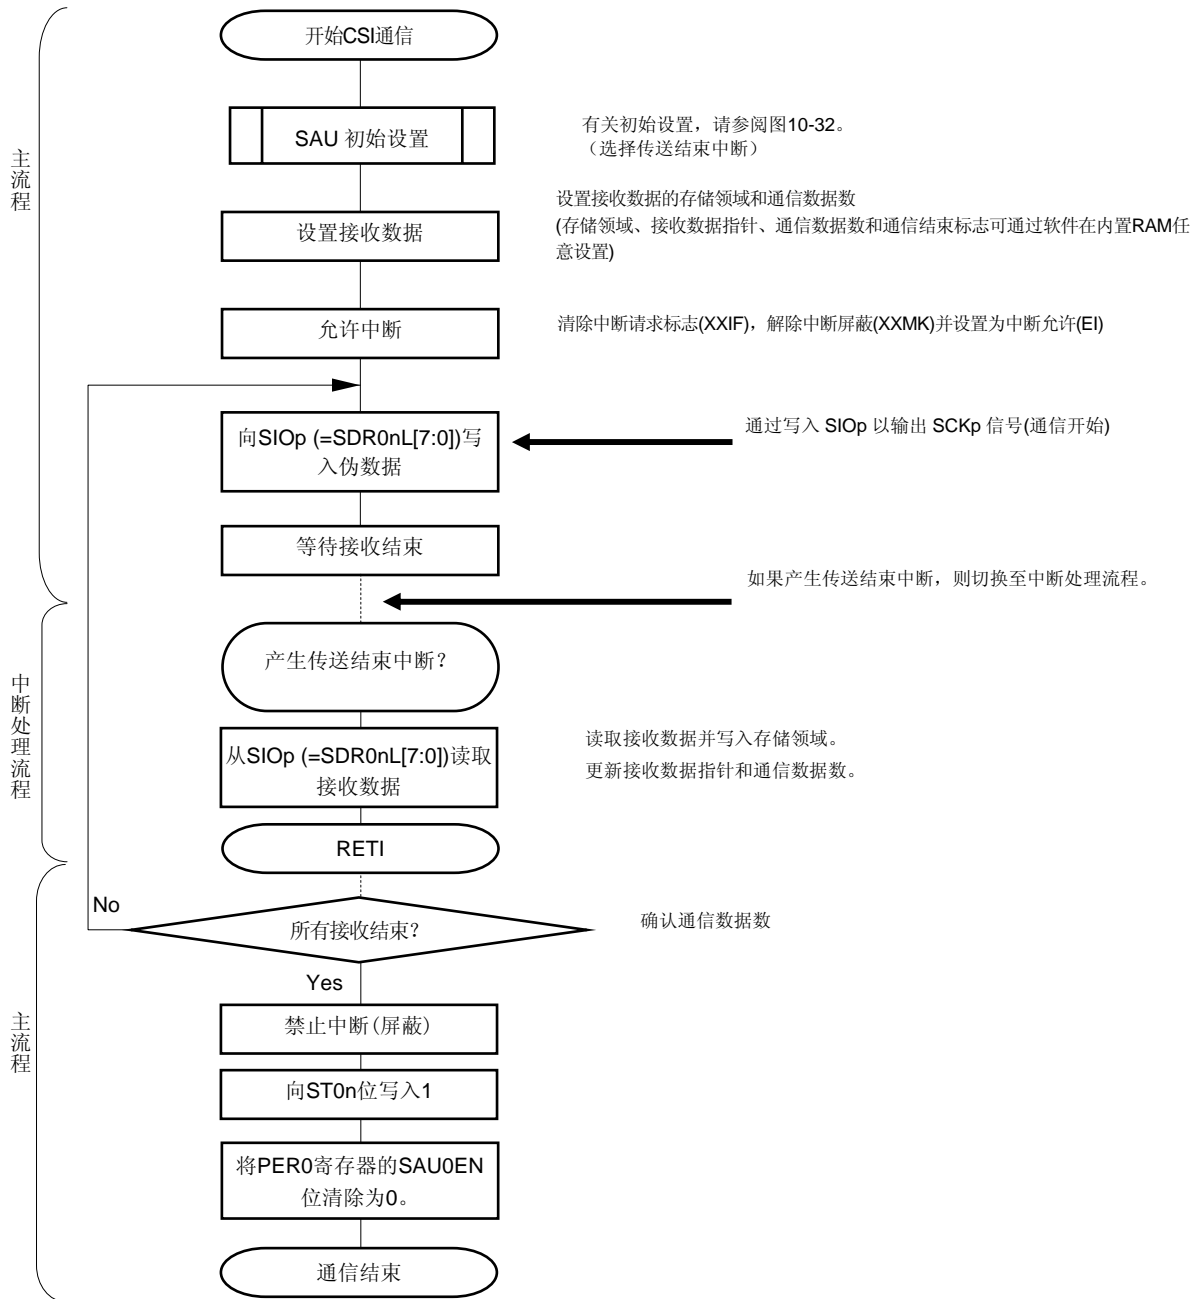 开始CSI通信
SAU 初始设置
有关初始设置，请参阅图10-32。
（选择传送结束中断）
主流程
设置接收数据
设置接收数据的存储领域和通信数据数
(存储领域、接收数据指针、通信数据数和通信结束标志可通过软件在内置RAM任
意设置)
允许中断
清除中断请求标志(XXIF)，解除中断屏蔽(XXMK)并设置为中断允许(EI)
向SIOp (=SDR0nL[7:0])写
入伪数据
通过写入 SIOp 以输出 SCKp 信号(通信开始)
等待接收结束
如果产生传送结束中断，则切换至中断处理流程。
产生传送结束中断？
中断处理流程
从SIOp (=SDR0nL[7:0])读取
接收数据
读取接收数据并写入存储领域。
更新接收数据指针和通信数据数。
RETI
No
所有接收结束？
确认通信数据数
Yes
禁止中断(屏蔽)
主流程
向ST0n位写入1
将PER0寄存器的SAU0EN
位清除为0。
通信结束